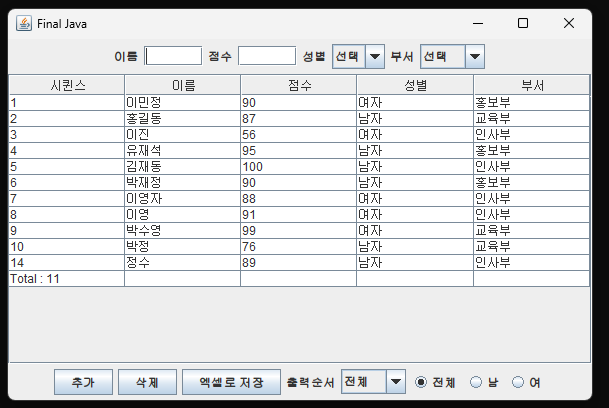 Final Java
이름 점수 성별 선택 부서 선택
시퀀스 이름 점수 성별 부서
1 이민정 90 여자 홍보부
2 홍길동 87 남자 교육부
3 이진 56 여자 인사부
4 유재석 95 남자 홍보부
5 김재동 100 남자 인사부
6 박재정 90 남자 홍보부
7 이영자 88 여자 인사부
8 이영 91 여자 인사부
9 박수영 99 여자 교육부
10 박정 76 남자 교육부
14 정수 89 남자 인사부
Total : 11
추가 삭제 엑셀로 저장 출력순서 전체 전체 남 여